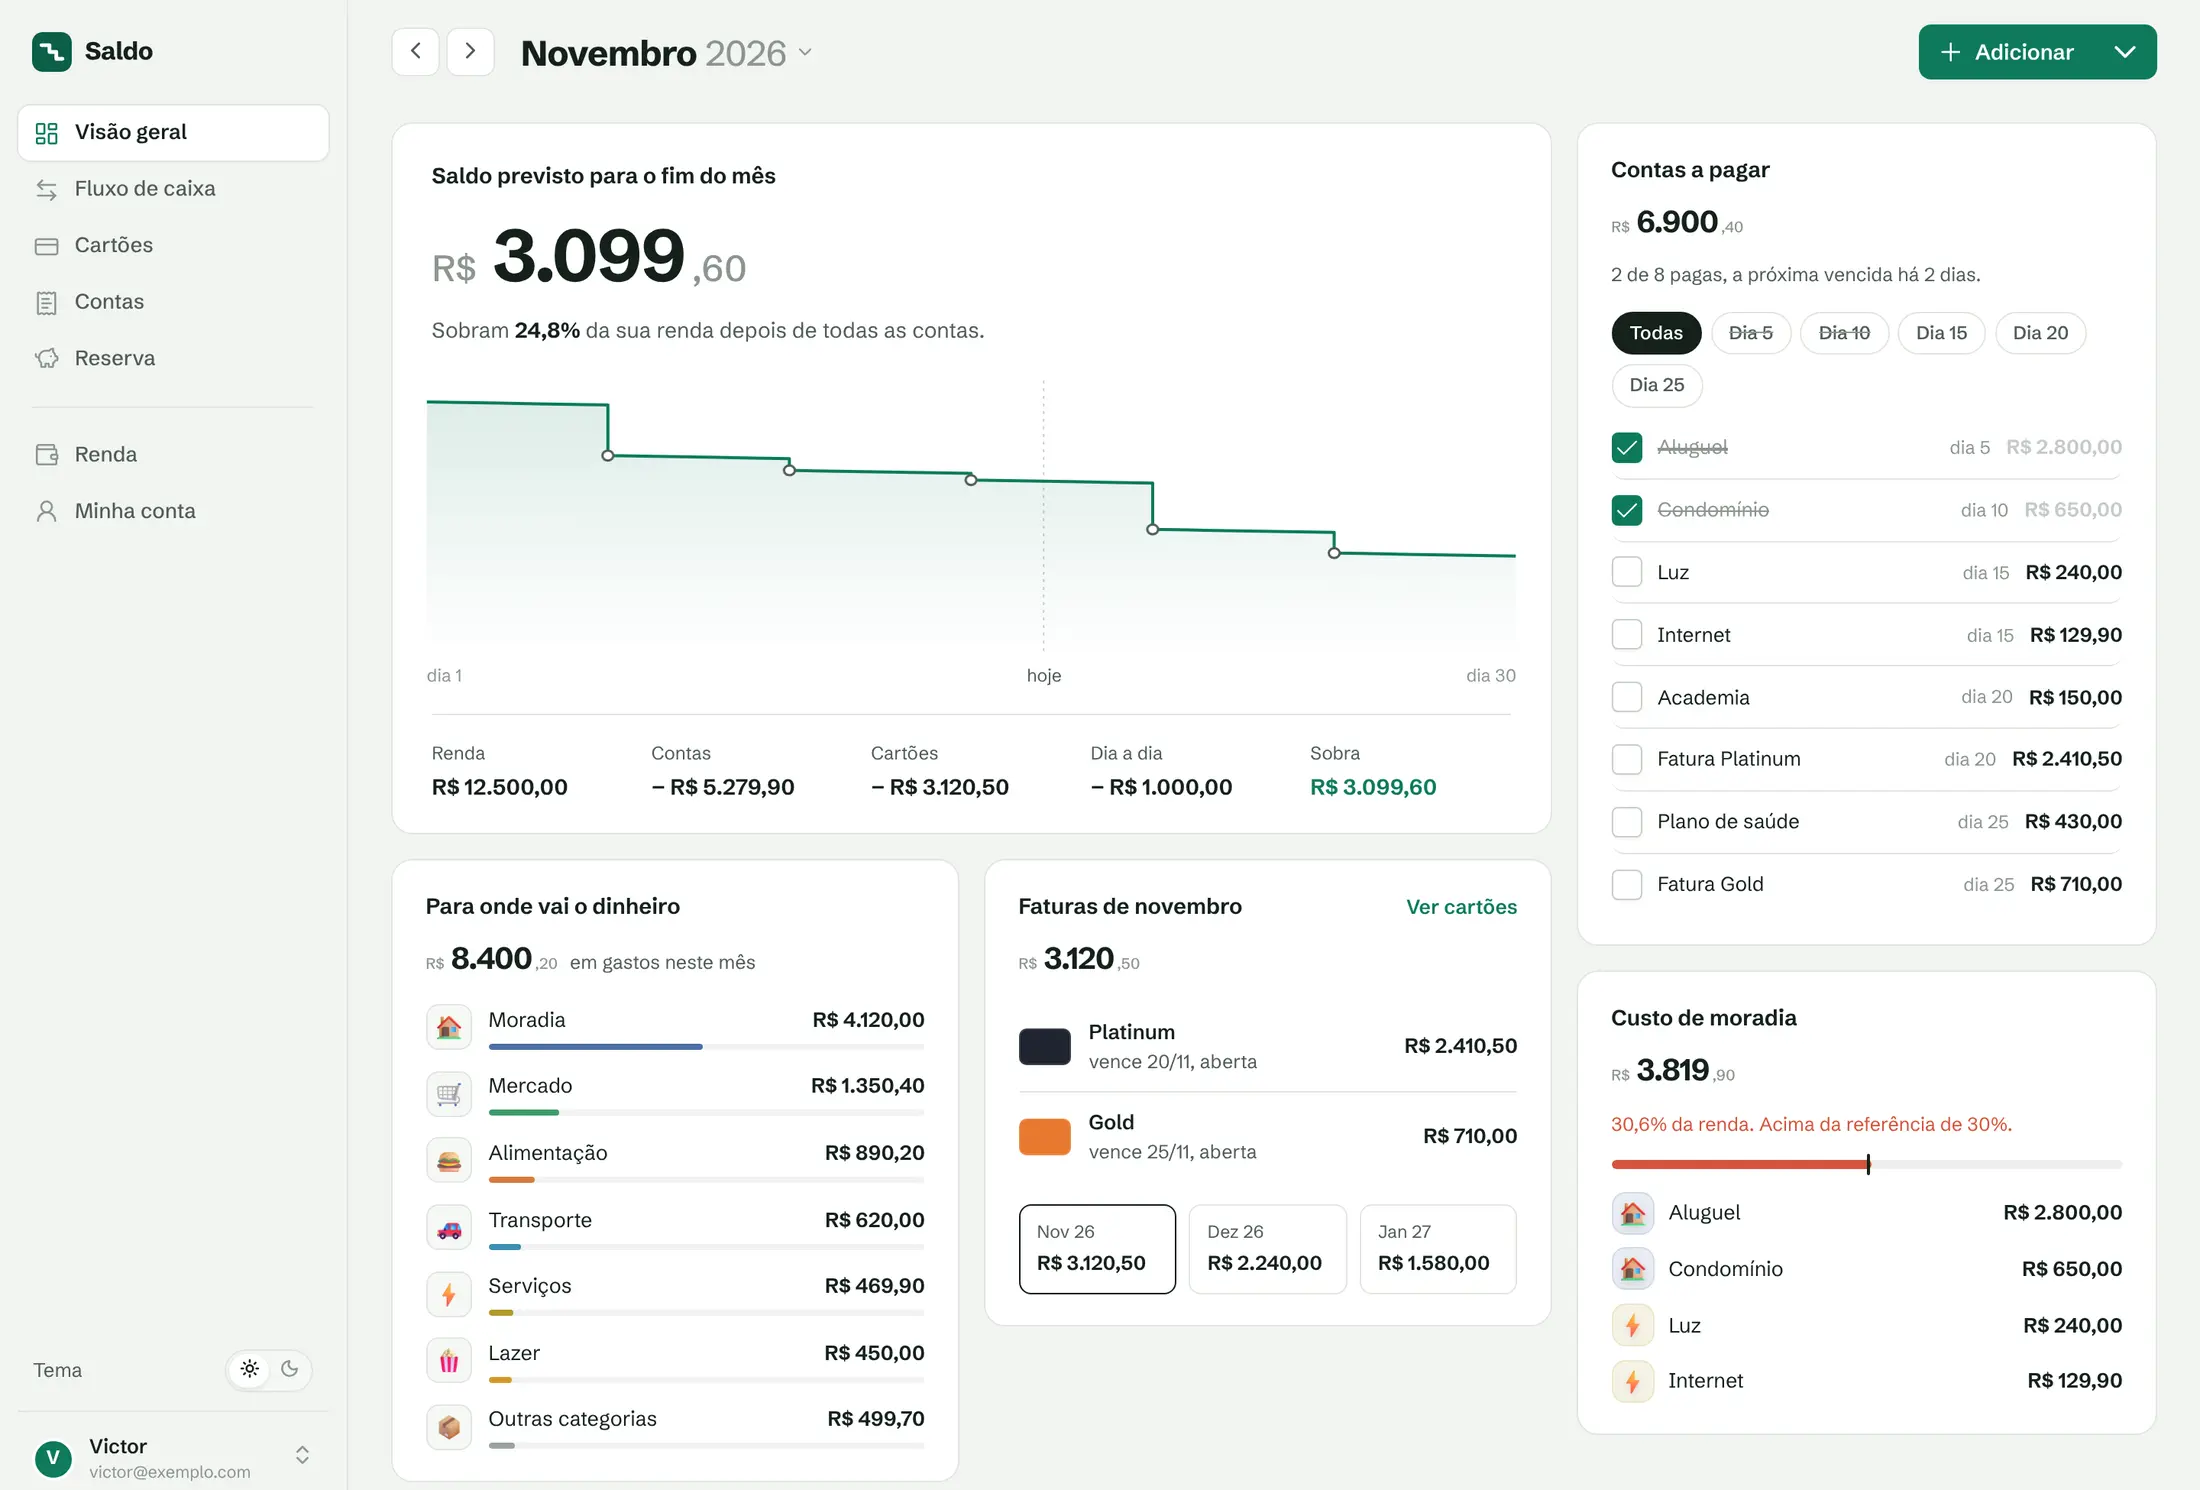 Saldo
Visão geral
Fluxo de caixa
Cartões
Contas
Reserva
Renda
Minha conta
Tema
V
Victor
victor@exemplo.com
Novembro 2026
Adicionar
Saldo previsto para o fim do mês
R$ 3.099,60
Sobram 24,8% da sua renda depois de todas as contas.
dia 1
hoje
dia 30
Renda
R$ 12.500,00
Contas
– R$ 5.279,90
Cartões
– R$ 3.120,50
Dia a dia
– R$ 1.000,00
Sobra
R$ 3.099,60
Para onde vai o dinheiro
R$ 8.400,20 em gastos neste mês
Moradia R$ 4.120,00
Mercado R$ 1.350,40
Alimentação R$ 890,20
Transporte R$ 620,00
Serviços R$ 469,90
Lazer R$ 450,00
Outras categorias R$ 499,70
Faturas de novembro
Ver cartões
R$ 3.120,50
Platinum
vence 20/11, aberta
R$ 2.410,50
Gold
vence 25/11, aberta
R$ 710,00
Nov 26
R$ 3.120,50
Dez 26
R$ 2.240,00
Jan 27
R$ 1.580,00
Contas a pagar
R$ 6.900,40
2 de 8 pagas, a próxima vencida há 2 dias.
Todas Dia 5 Dia 10 Dia 15 Dia 20
Dia 25
Aluguel dia 5 R$ 2.800,00
Condomínio dia 10 R$ 650,00
Luz dia 15 R$ 240,00
Internet dia 15 R$ 129,90
Academia dia 20 R$ 150,00
Fatura Platinum dia 20 R$ 2.410,50
Plano de saúde dia 25 R$ 430,00
Fatura Gold dia 25 R$ 710,00
Custo de moradia
R$ 3.819,90
30,6% da renda. Acima da referência de 30%.
Aluguel R$ 2.800,00
Condomínio R$ 650,00
Luz R$ 240,00
Internet R$ 129,90